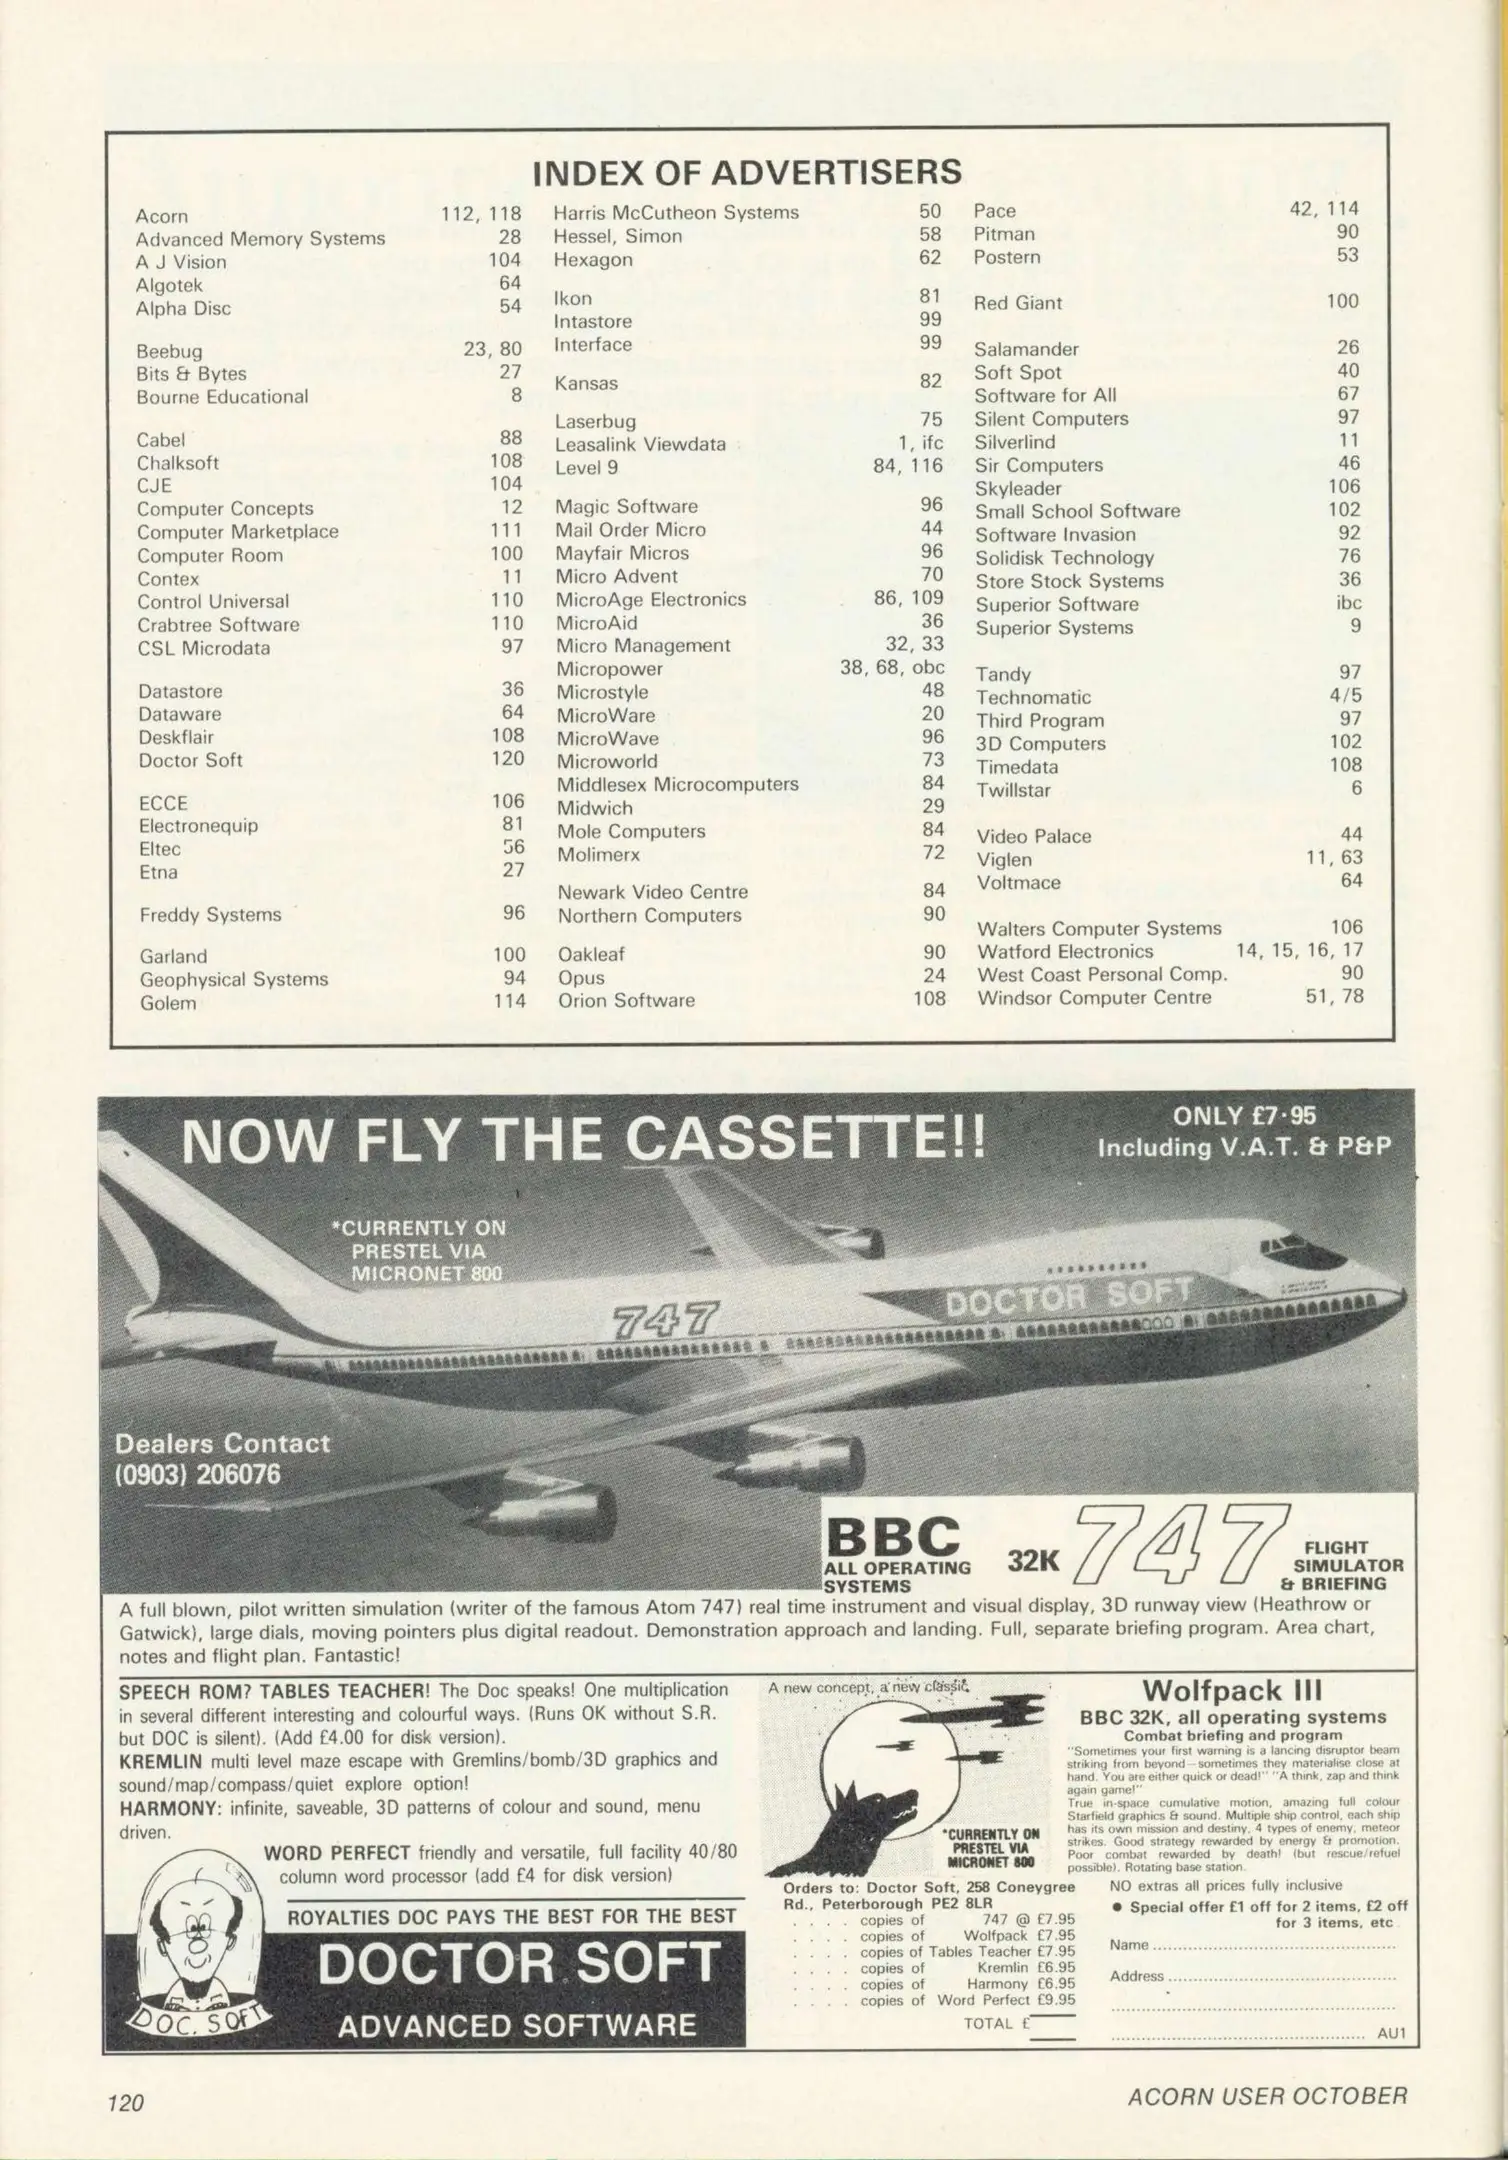 INDEX OF ADVERTISERS
Acorn 112, 118
Advanced Memory Systems 28
A J Vision 104
Algotek 64
Alpha Disc 54
Beebug 23, 80
Bits & Bytes 27
Bourne Educational 8
Cabel 88
Chalksoft 108
CJE 104
Computer Concepts 12
Computer Marketplace 111
Computer Room 100
Contex 11
Control Universal 110
Crabtree Software 110
CSL Microdata 97
Datastore 36
Dataware 64
Deskflair 108
Doctor Soft 120
ECCE 106
Electronequip 81
Eltec
Etna 27
Freddy Systems 96
Garland 100
Geophysical Systems 94
Golem 114
Harris McCutheon Systems 50
Hessel, Simon 58
Hexagon 62
Ikon 81
Intastore 99
Interface 99
Kansas 82
Laserbug 75
Leasalink Viewdata 1, ifc
Level 9 84, 116
Magic Software 96
Mail Order Micro 44
Mayfair Micros 96
Micro Advent 70
MicroAge Electronics 86, 109
MicroAid 36
Micro Management 32, 33
Micropower 38, 68, obc
Microstyle 48
MicroWare 20
MicroWave 96
Microworld 73
Middlesex Microcomputers 84
Midwich 29
Mole Computers 84
Molimerx 72
Newark Video Centre 84
Northern Computers 90
Oakleaf 90
Opus 24
Orion Software 108
Pace 42, 114
Pitman 90
Postern 53
Red Giant 100
Salamander 26
Soft Spot 40
Software for All 67
Silent Computers 97
Silverlind 11
Sir Computers 46
Skyleader 106
Small School Software 102
Software Invasion 92
Solidisk Technology 76
Store Stock Systems 36
Superior Software ibc
Superior Systems 9
Tandy 97
Technomatic 4/5
Third Program 97
3D Computers 102
Timedata 108
Twillstar 6
Video Palace 44
Viglen 11, 63
Voltmace 64
Walters Computer Systems 106
Watford Electronics 14, 15, 16, 17
West Coast Personal Comp. 90
Windsor Computer Centre 51, 78
NOW FLY THE CASSETTE!!
ONLY £7·95
Including V.A.T. & P&P
*CURRENTLY ON
PRESTEL VIA
MICRONET 800
747
DOCTOR SOFT
Dealers Contact
(0903) 206076
BBC
ALL OPERATING
SYSTEMS
32K
747
FLIGHT
SIMULATOR
& BRIEFING
A full blown, pilot written simulation (writer of the famous Atom 747) real time instrument and visual display, 3D runway view (Heathrow or
Gatwick), large dials, moving pointers plus digital readout. Demonstration approach and landing. Full, separate briefing program. Area chart,
notes and flight plan. Fantastic!
SPEECH ROM? TABLES TEACHER! The Doc speaks! One multiplication
in several different interesting and colourful ways. (Runs OK without S.R.
but DOC is silent). (Add £4.00 for disk version).
KREMLIN multi level maze escape with Gremlins/bomb/3D graphics and
sound/map/compass/quiet explore option!
HARMONY: infinite, saveable, 3D patterns of colour and sound, menu
driven.
WORD PERFECT friendly and versatile, full facility 40/80
column word processor (add £4 for disk version)
ROYALTIES DOC PAYS THE BEST FOR THE BEST
DOC. SOFT
DOCTOR SOFT
ADVANCED SOFTWARE
A new concept, a new classic
*CURRENTLY ON
PRESTEL VIA
MICRONET 800
Wolfpack III
BBC 32K, all operating systems
Combat briefing and program
"Sometimes your first warning is a lancing disruptor beam
striking from beyond—sometimes they materialise close at
hand. You are either quick or dead!" "A think, zap and think
again game!"
True in-space cumulative motion, amazing full colour
Starfield graphics & sound. Multiple ship control, each ship
has its own mission and destiny, 4 types of enemy, meteor
strikes. Good strategy rewarded by energy & promotion.
Poor combat rewarded by death! (but rescue/refuel
possible). Rotating base station.
Orders to: Doctor Soft, 258 Coneygree
Rd., Peterborough PE2 8LR
. . . . copies of 747 @ £7.95
. . . . copies of Wolfpack £7.95
. . . . copies of Tables Teacher £7.95
. . . . copies of Kremlin £6.95
. . . . copies of Harmony £6.95
. . . . copies of Word Perfect £9.95
TOTAL £
NO extras all prices fully inclusive
• Special offer £1 off for 2 items, £2 off
for 3 items, etc
Name
Address
AU1
120
ACORN USER OCTOBER